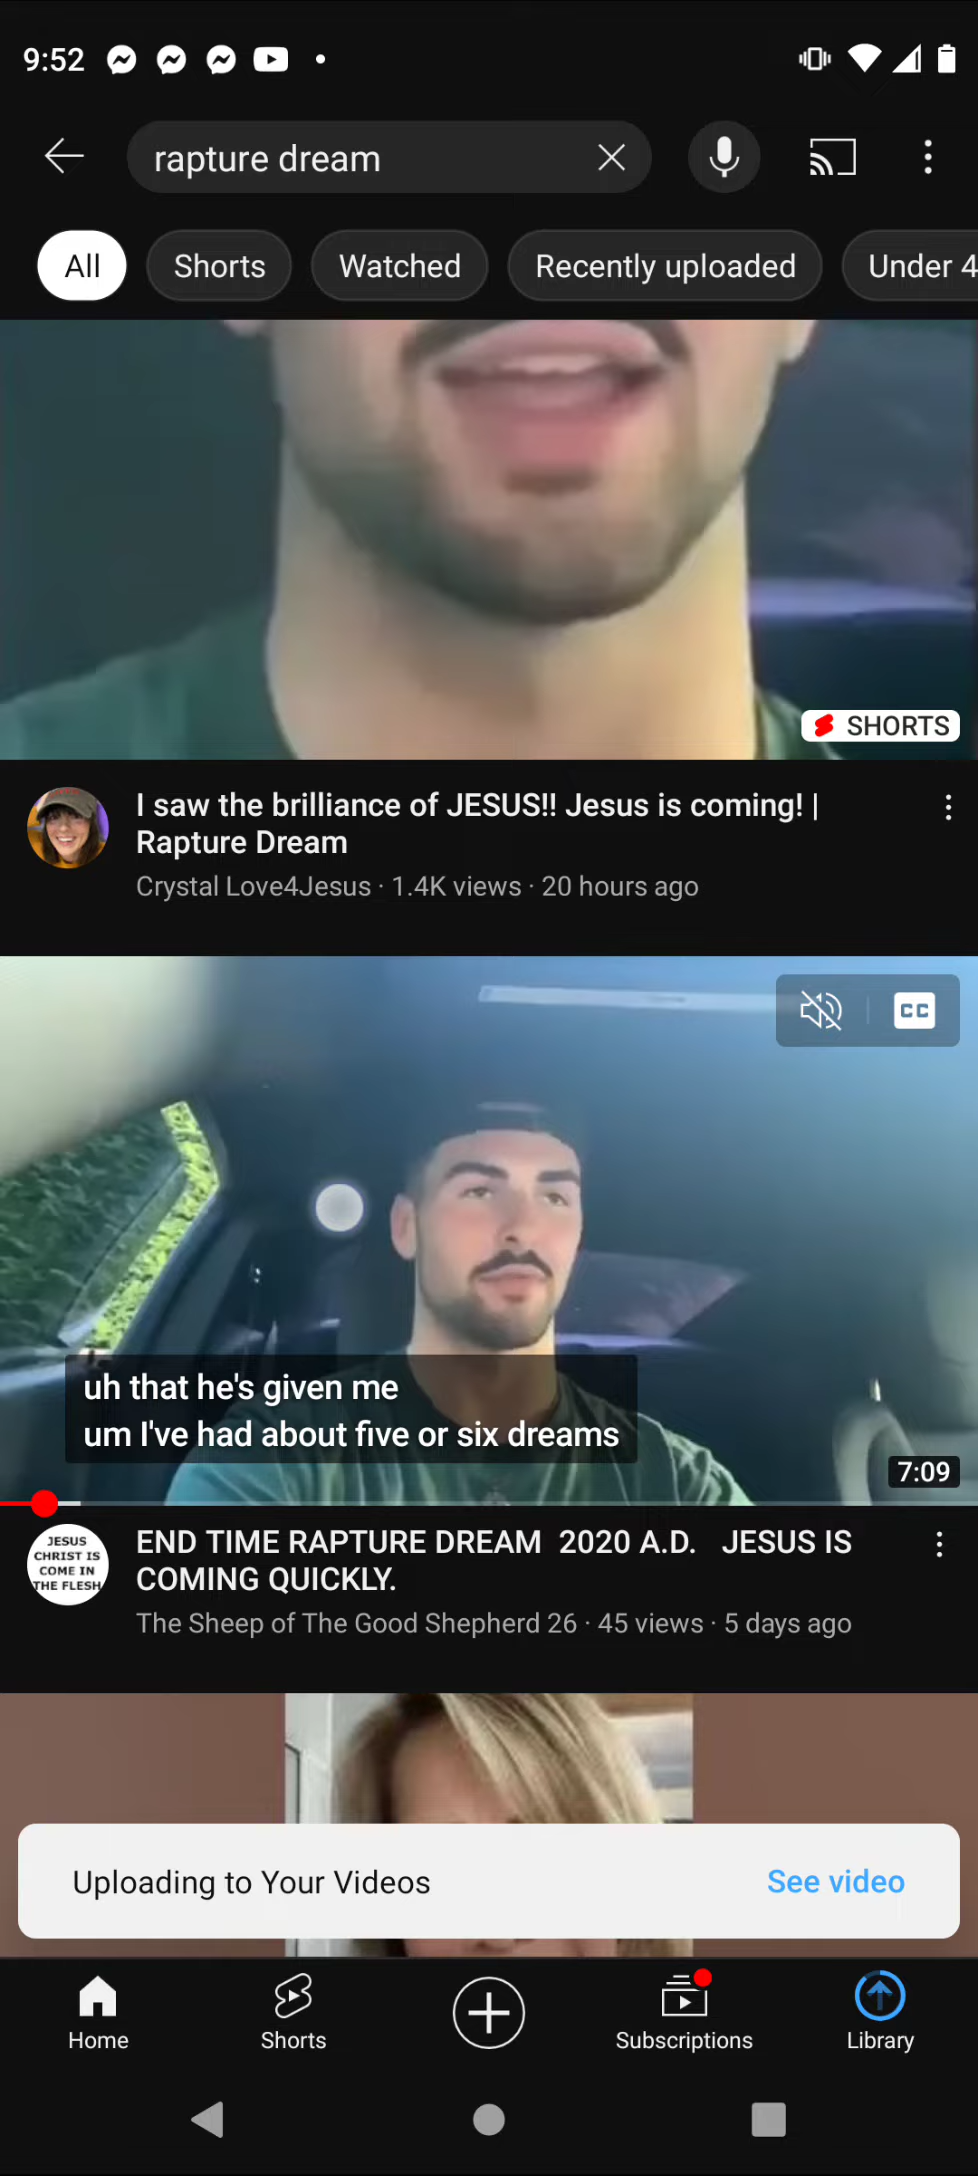 9:52
rapture dream
All
Shorts
Watched
Recently uploaded
Under 4
SHORTS
I saw the brilliance of JESUS!! Jesus is coming! |
Rapture Dream
Crystal Love4Jesus · 1.4K views · 20 hours ago
CC
uh that he's given me
um I've had about five or six dreams
7:09
JESUS
CHRIST IS
COME IN
THE FLESH
END TIME RAPTURE DREAM 2020 A.D. JESUS IS
COMING QUICKLY.
The Sheep of The Good Shepherd 26 · 45 views · 5 days ago
Uploading to Your Videos
See video
Home
Shorts
Subscriptions
Library